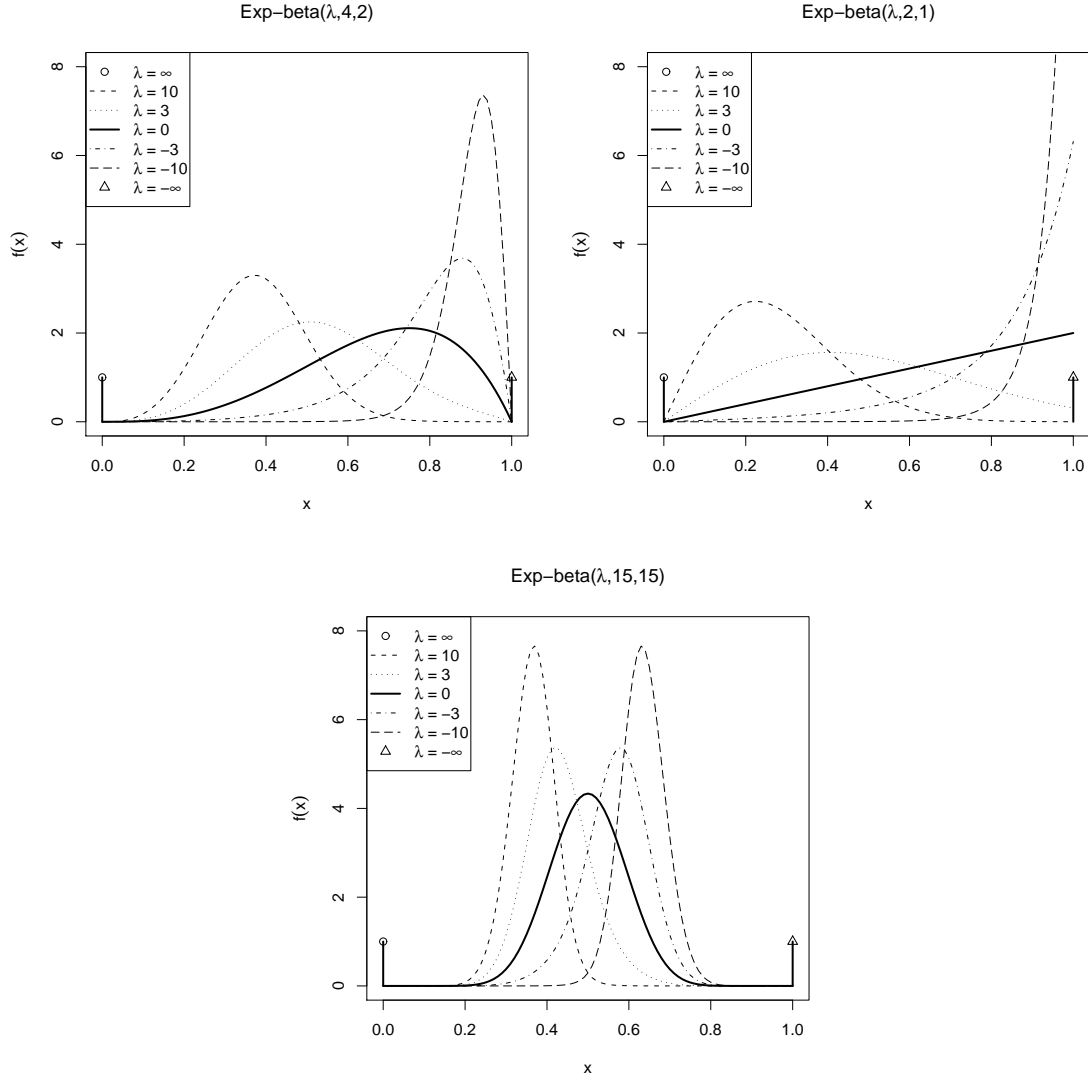 Exp−beta(λ,4,2)
8
6
4
2
0
f(x)
λ = ∞
λ = 10
λ = 3
λ = 0
λ = −3
λ = −10
λ = −∞
0.0 0.2 0.4 0.6 0.8 1.0
x
Exp−beta(λ,2,1)
8
6
4
2
0
f(x)
λ = ∞
λ = 10
λ = 3
λ = 0
λ = −3
λ = −10
λ = −∞
0.0 0.2 0.4 0.6 0.8 1.0
x
Exp−beta(λ,15,15)
8
6
4
2
0
f(x)
λ = ∞
λ = 10
λ = 3
λ = 0
λ = −3
λ = −10
λ = −∞
0.0 0.2 0.4 0.6 0.8 1.0
x